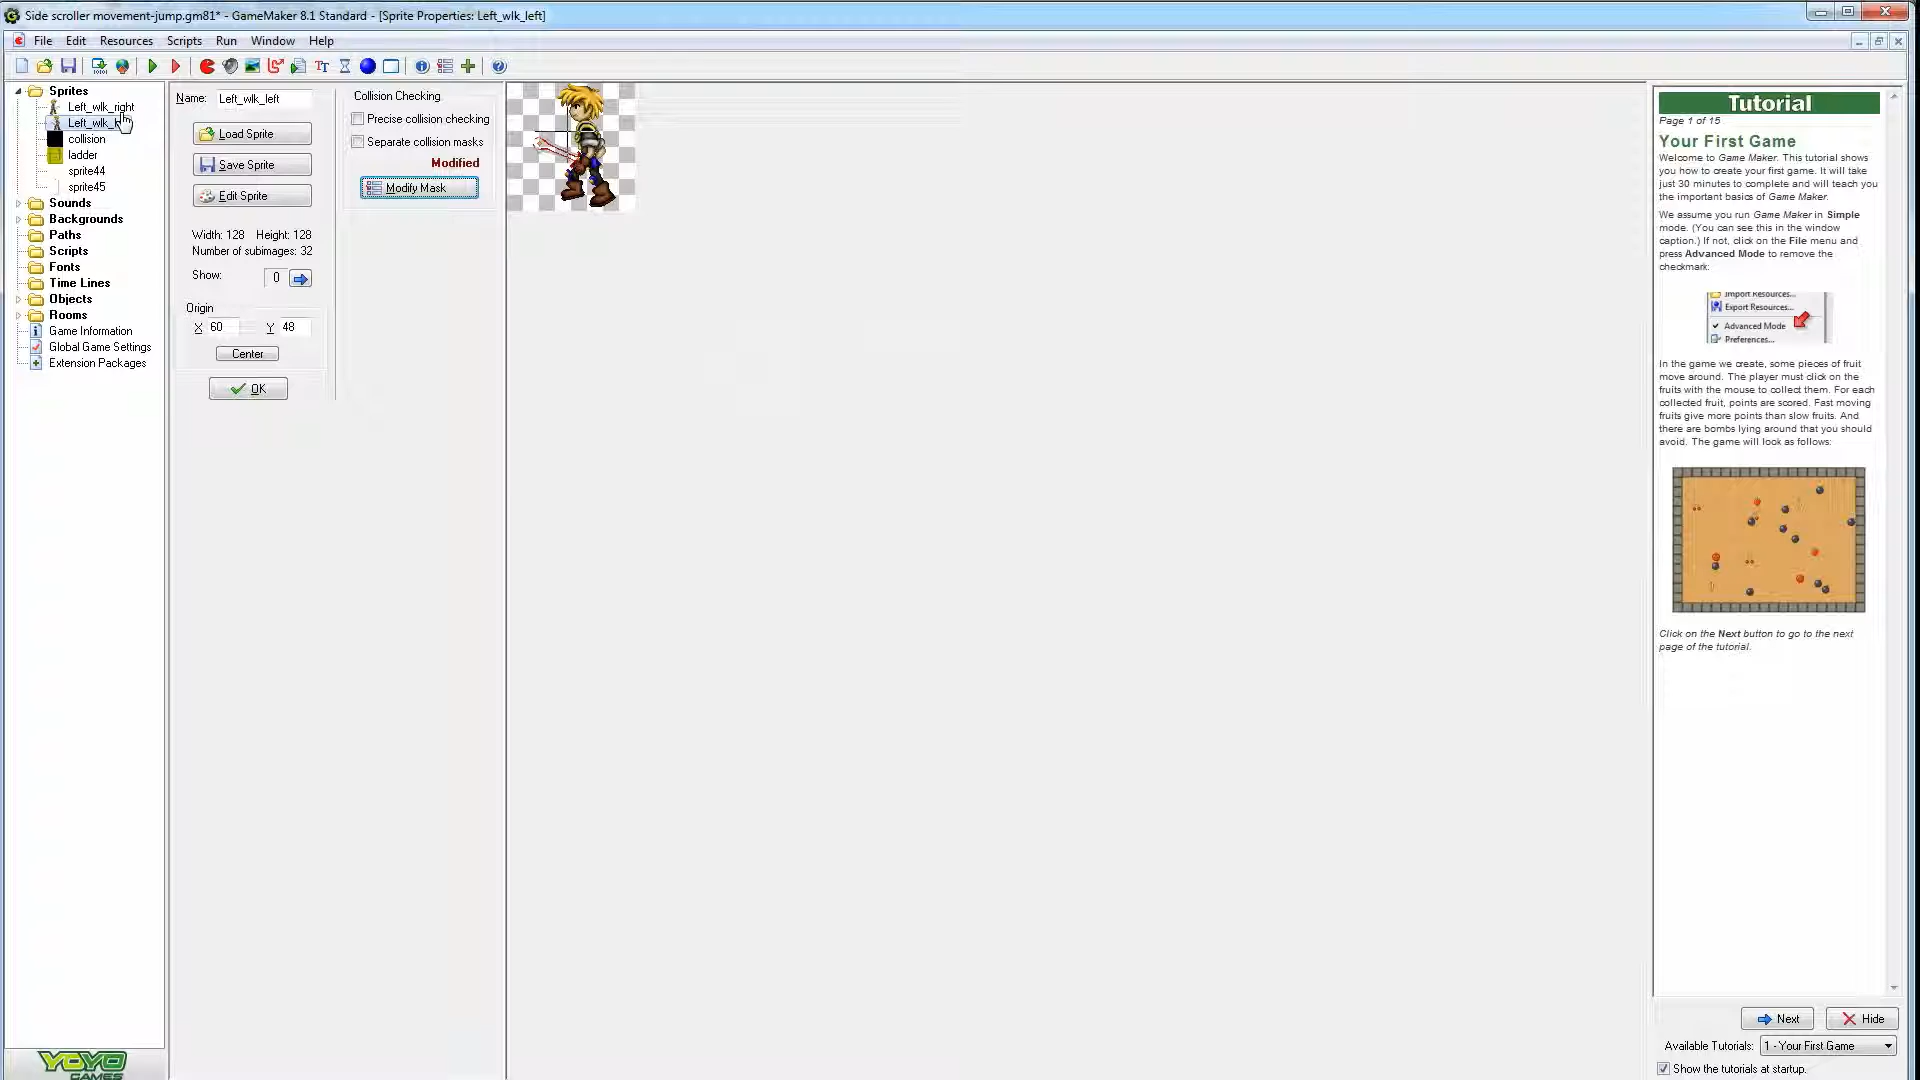 Side scroller movement-jump.gm81* - GameMaker 8.1 Standard - [Sprite Properties: Left_wlk_left]
File Edit Resources Scripts Run Window Help
Sprites
Left_wlk_right
Left_wlk_
collision
ladder
sprite44
sprite45
Sounds
Backgrounds
Paths
Scripts
Fonts
Time Lines
Objects
Rooms
Game Information
Global Game Settings
Extension Packages
YOYO
GAMES
Name: Left_wlk_left
Load Sprite
Save Sprite
Edit Sprite
Width: 128 Height: 128
Number of subimages: 32
Show: 0
Origin
X 60 Y 48
Center
OK
Collision Checking
Precise collision checking
Separate collision masks
Modified
Modify Mask
Tutorial
Page 1 of 15
Your First Game
Welcome to Game Maker. This tutorial shows
you how to create your first game. It will take
just 30 minutes to complete and will teach you
the important basics of Game Maker.
We assume you run Game Maker in Simple
mode. (You can see this in the window
caption.) If not, click on the File menu and
press Advanced Mode to remove the
checkmark:
Import Resources...
Export Resources...
Advanced Mode
Preferences...
In the game we create, some pieces of fruit
move around. The player must click on the
fruits with the mouse to collect them. For each
collected fruit, points are scored. Fast moving
fruits give more points than slow fruits. And
there are bombs lying around that you should
avoid. The game will look as follows:
Click on the Next button to go to the next
page of the tutorial.
Next Hide
Available Tutorials: 1 - Your First Game
Show the tutorials at startup.